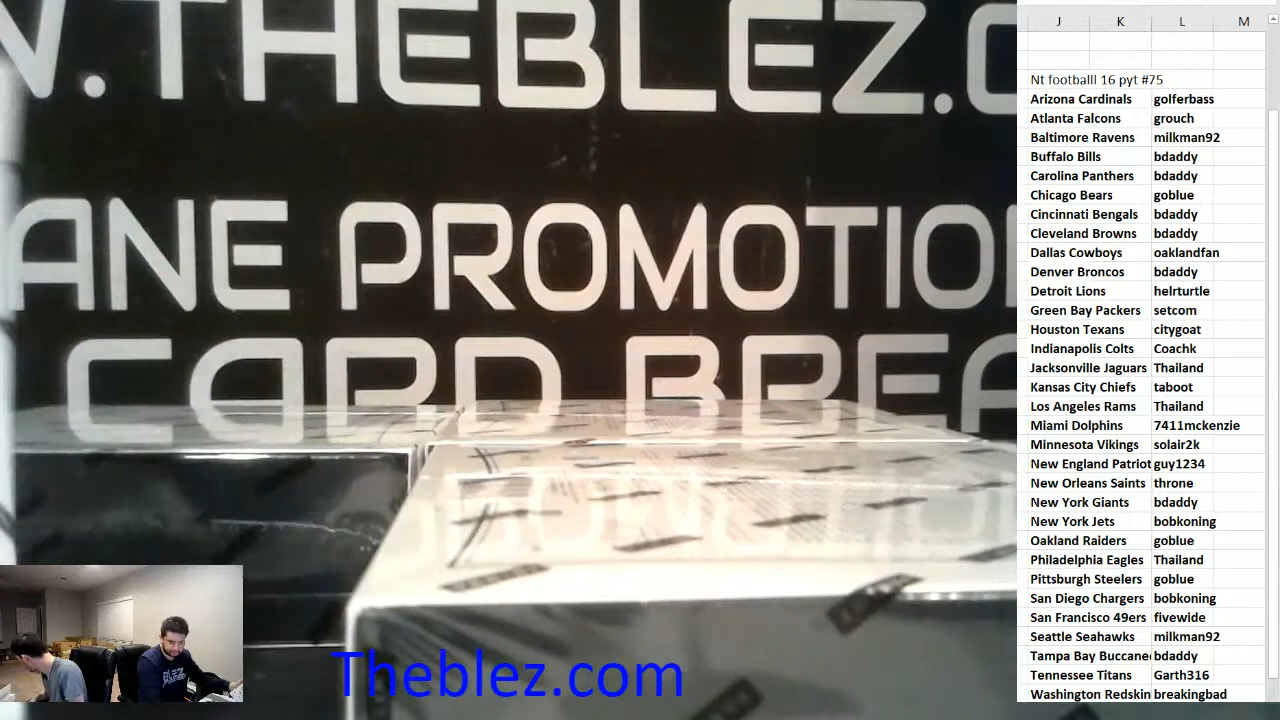 W.THEBLEZ.C
ANE PROMOTIO
CARD BREA
Theblez.com
J K L M
Nt footballl 16 pyt #75
Arizona Cardinals golferbass
Atlanta Falcons grouch
Baltimore Ravens milkman92
Buffalo Bills bdaddy
Carolina Panthers bdaddy
Chicago Bears goblue
Cincinnati Bengals bdaddy
Cleveland Browns bdaddy
Dallas Cowboys oaklandfan
Denver Broncos bdaddy
Detroit Lions helrturtle
Green Bay Packers setcom
Houston Texans citygoat
Indianapolis Colts Coachk
Jacksonville Jaguars Thailand
Kansas City Chiefs taboot
Los Angeles Rams Thailand
Miami Dolphins 7411mckenzie
Minnesota Vikings solair2k
New England Patriot guy1234
New Orleans Saints throne
New York Giants bdaddy
New York Jets bobkoning
Oakland Raiders goblue
Philadelphia Eagles Thailand
Pittsburgh Steelers goblue
San Diego Chargers bobkoning
San Francisco 49ers fivewide
Seattle Seahawks milkman92
Tampa Bay Buccane bdaddy
Tennessee Titans Garth316
Washington Redskin breakingbad